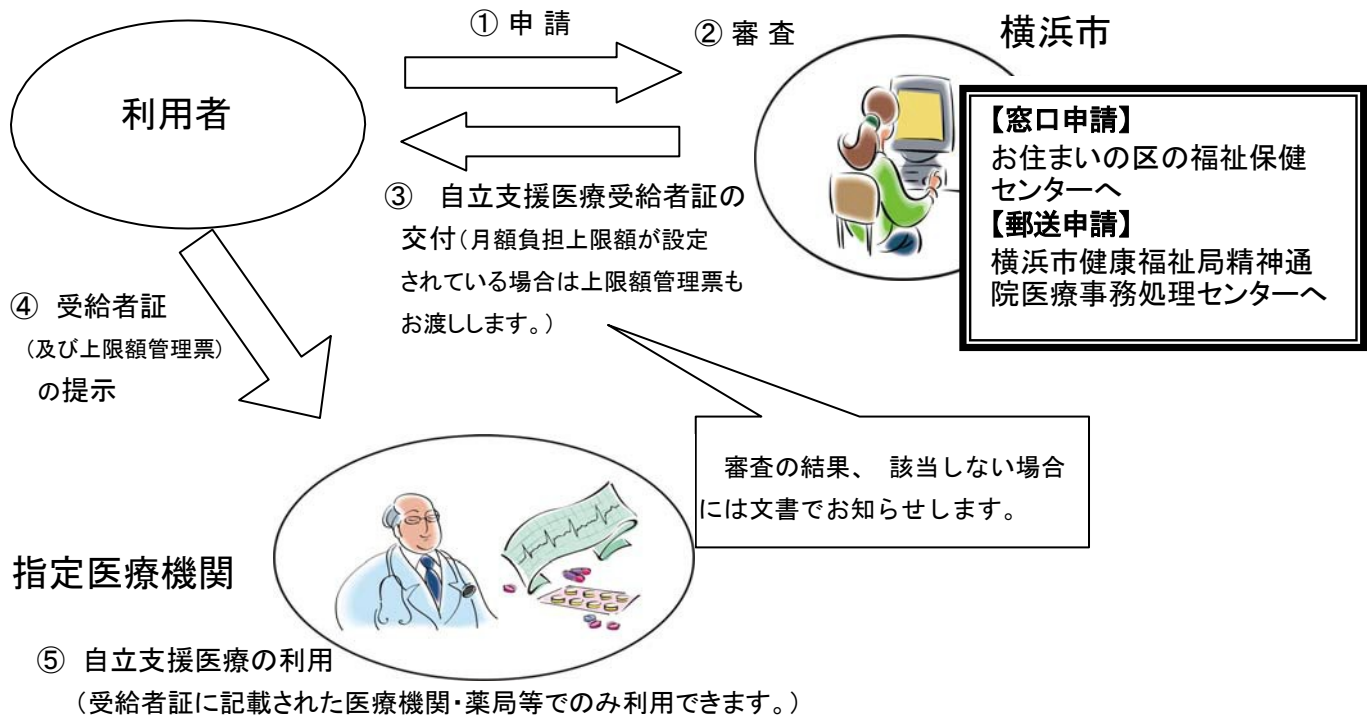 ① 申 請
② 審 査
横浜市
利用者
【窓口申請】
お住まいの区の福祉保健
センターへ
【郵送申請】
横浜市健康福祉局精神通
院医療事務処理センターへ
③ 自立支援医療受給者証の
交付(月額負担上限額が設定
されている場合は上限額管理票も
お渡しします。)
④ 受給者証
(及び上限額管理票)
の提示
審査の結果、 該当しない場合
には文書でお知らせします。
指定医療機関
⑤ 自立支援医療の利用
(受給者証に記載された医療機関・薬局等でのみ利用できます。)